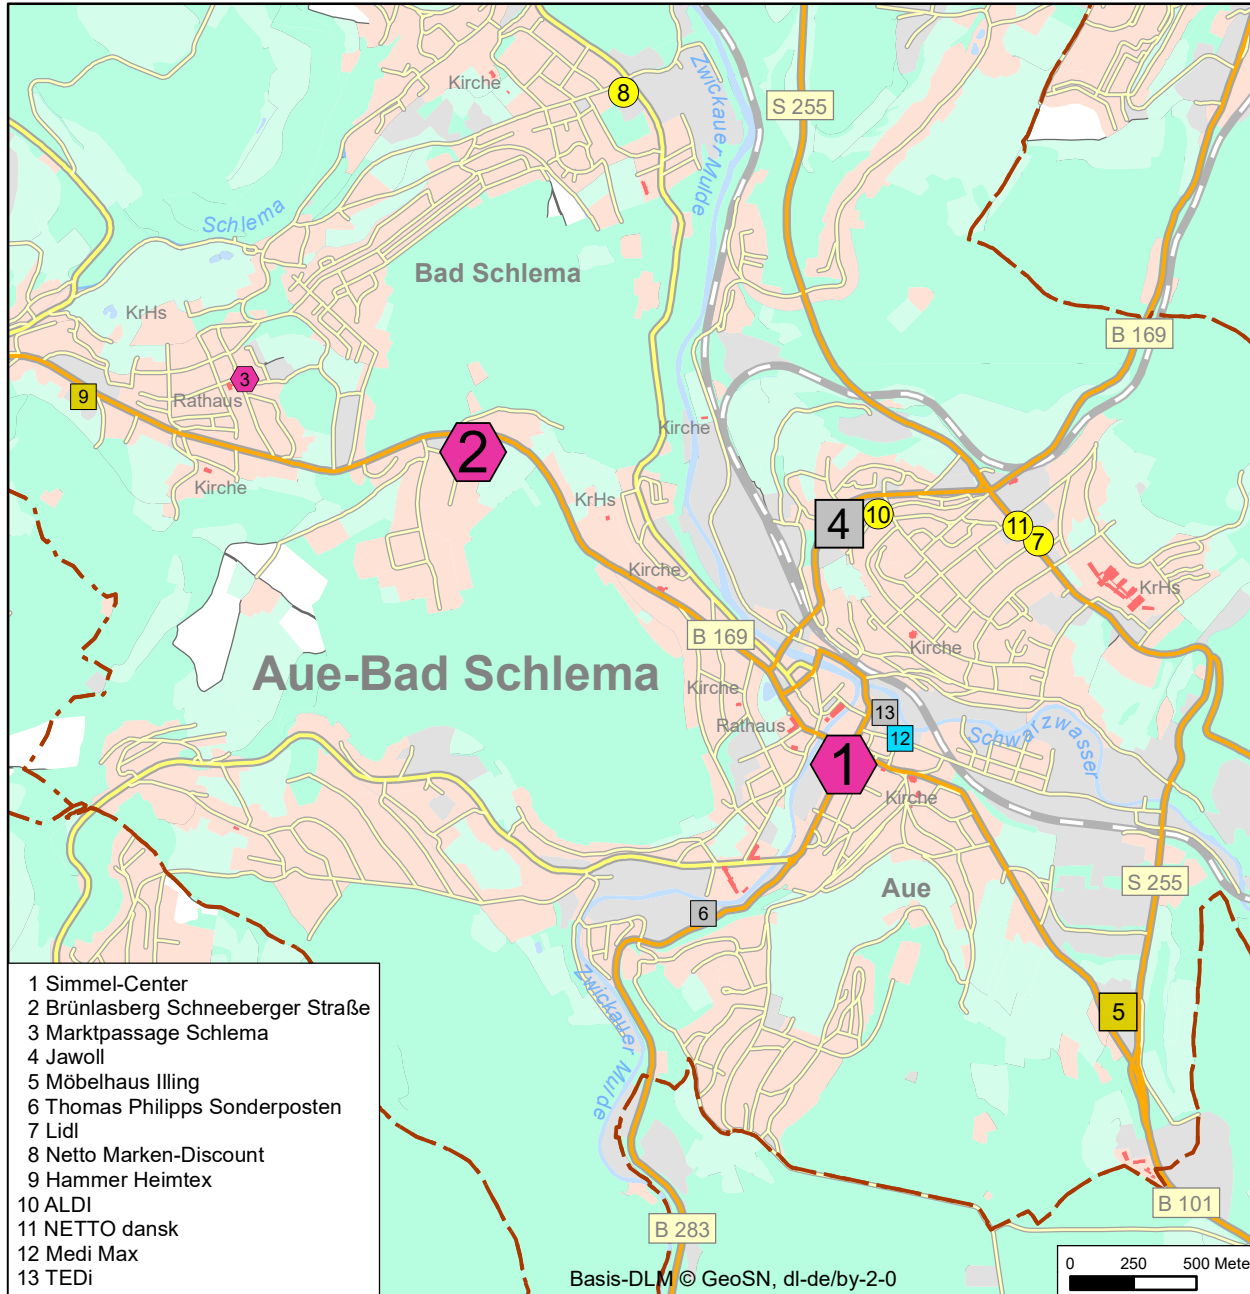 Kirche
8
S 255
Zwickauer Mulde
Schlema
Bad Schlema
KrHs
B 169
3
9
Rathaus
2
Kirche
Kirche
KrHs
4
10
11
7
Kirche
KrHs
B 169
Kirche
Aue-Bad Schlema
Kirche
Rathaus
13
12
Schwarzwasser
1
Kirche
Aue
S 255
6
Zwickauer Mulde
5
1 Simmel-Center
2 Brünlasberg Schneeberger Straße
3 Marktpassage Schlema
4 Jawoll
5 Möbelhaus Illing
6 Thomas Philipps Sonderposten
7 Lidl
8 Netto Marken-Discount
9 Hammer Heimtex
10 ALDI
11 NETTO dansk
12 Medi Max
13 TEDi
B 101
B 283
0 250 500 Mete
Basis-DLM © GeoSN, dl-de/by-2-0